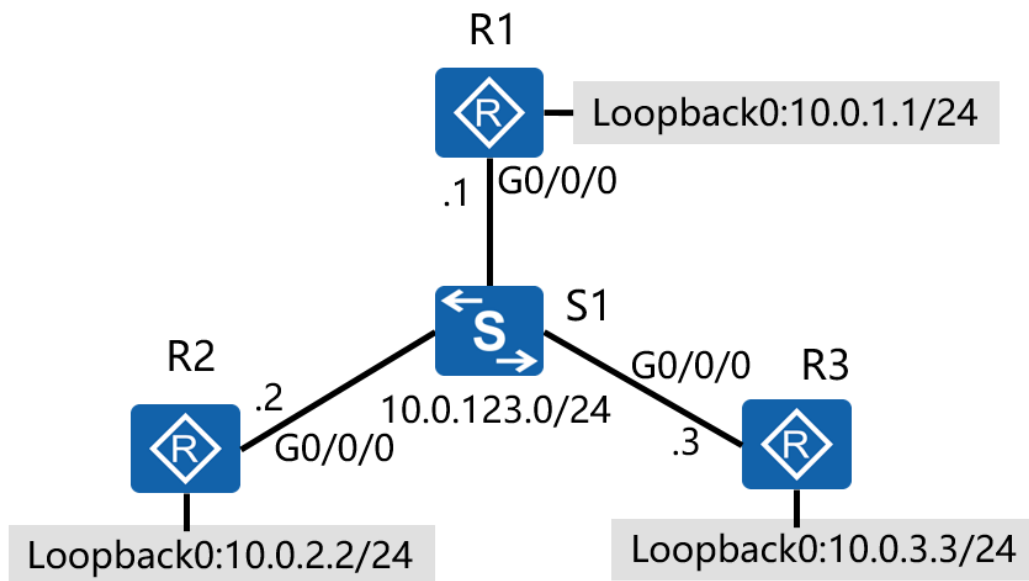 R1
R
Loopback0:10.0.1.1/24
.1
G0/0/0
S
S1
R2
G0/0/0
R3
.2
10.0.123.0/24
R
G0/0/0
.3
R
Loopback0:10.0.2.2/24
Loopback0:10.0.3.3/24